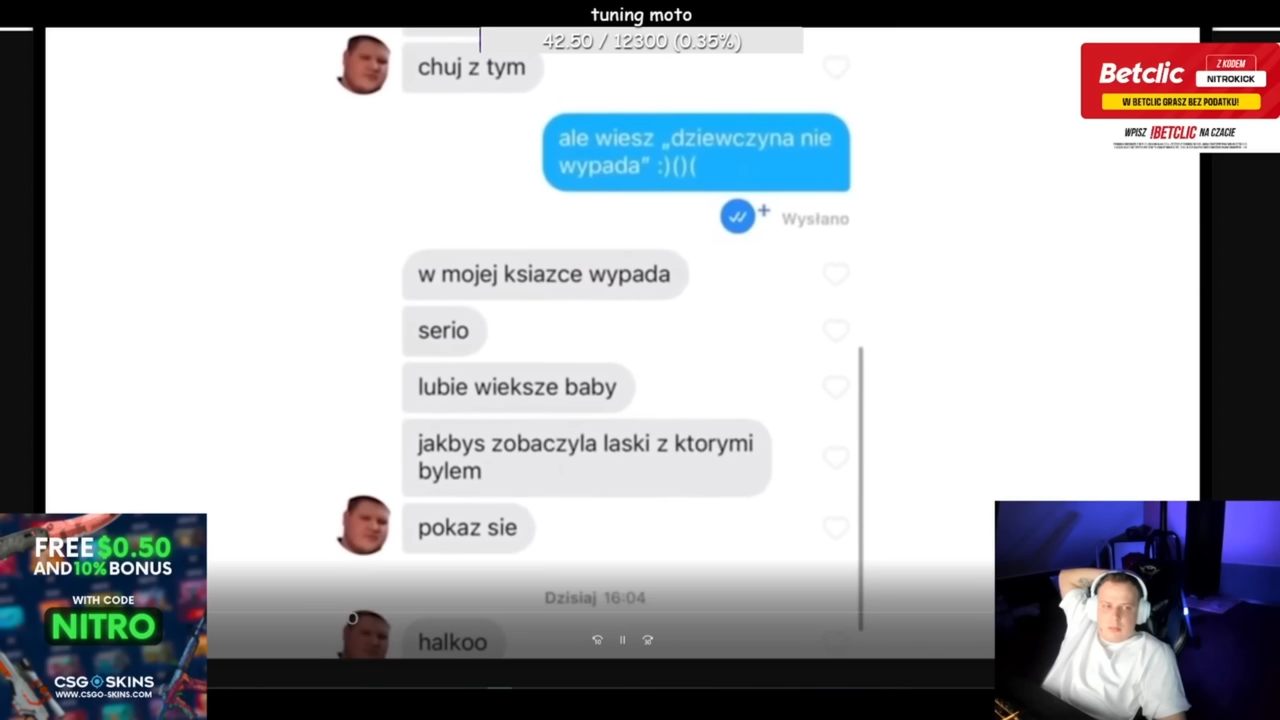 tuning moto
42.50 / 12300 (0.35%)
chuj z tym
ale wiesz „dziewczyna nie
wypada" :)()(
Wysłano
w mojej ksiazce wypada
serio
lubie wieksze baby
jakbys zobaczyla laski z ktorymi
bylem
pokaz sie
Dzisiaj 16:04
halkoo
Betclic
Z KODEM
NITROKICK
W BETCLIC GRASZ BEZ PODATKU!
WPISZ !BETCLIC NA CZACIE
FREE $0.50
AND 10% BONUS
WITH CODE
NITRO
CSGO SKINS
WWW.CSGO-SKINS.COM